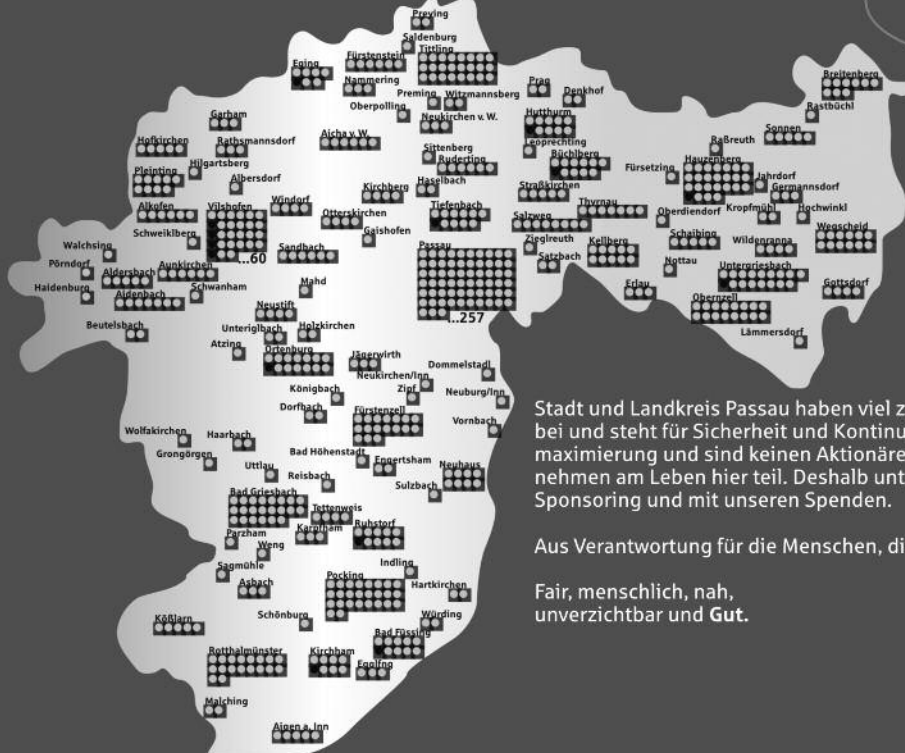 Preying
Saldenburg
Fürstenstein
Tittling
Eging
Nammering
Prag
Breitenberg
Preming
Witzmannsberg
Denkhof
Rastbüchl
Oberpolling
Neukirchen v. W.
Hutthurm
Garham
Aicha v. W.
Sonnen
Hofkirchen
Rathsmannsdorf
Leoprechting
Raßreuth
Sittenberg
Ruderting
Büchlberg
Hauzenberg
Hilgartsberg
Pleinting
Fürsetzing
Jahrdorf
Albersdorf
Kirchberg
Haselbach
Straßkirchen
Germannsdorf
Windorf
Tiefenbach
Thyrnau
Alkofen
Vilshofen
Otterskirchen
Salzweg
Oberdiendorf
Kropfmühl
Hochwinkl
Schweiklberg
Gaishofen
Schaibing
Wegscheid
Walchsing
Sandbach
Passau
Zieglreuth
Kellberg
Wildenranna
...60
Satzbach
Nottau
Pörndorf
Aldersbach
Aunkirchen
Untergriesbach
Haidenburg
Aidenbach
Schwanham
Mahd
Erlau
Gottsdorf
Neustift
Obernzell
...257
Beutelsbach
Unteriglbach
Holzkirchen
Lämmersdorf
Atzing
Ortenburg
Jägerwirth
Dommelstadl
Neukirchen/Inn
Königbach
Zipf
Neuburg/Inn
Dorfbach
Fürstenzell
Vornbach
Wolfakirchen
Haarbach
Grongörgen
Bad Höhenstadt
Engertsham
Neuhaus
Uttlau
Reisbach
Sulzbach
Bad Griesbach
Tettenweis
Karpfham
Ruhstorf
Parzham
Weng
Sagmühle
Indling
Asbach
Pocking
Hartkirchen
Schönburg
Würding
Kößlarn
Bad Füssing
Rotthalmünster
Kirchham
Egglfing
Malching
Aigen a. Inn
Stadt und Landkreis Passau haben viel z
bei und steht für Sicherheit und Kontinu
maximierung und sind keinen Aktionäre
nehmen am Leben hier teil. Deshalb unt
Sponsoring und mit unseren Spenden.
Aus Verantwortung für die Menschen, di
Fair, menschlich, nah,
unverzichtbar und Gut.